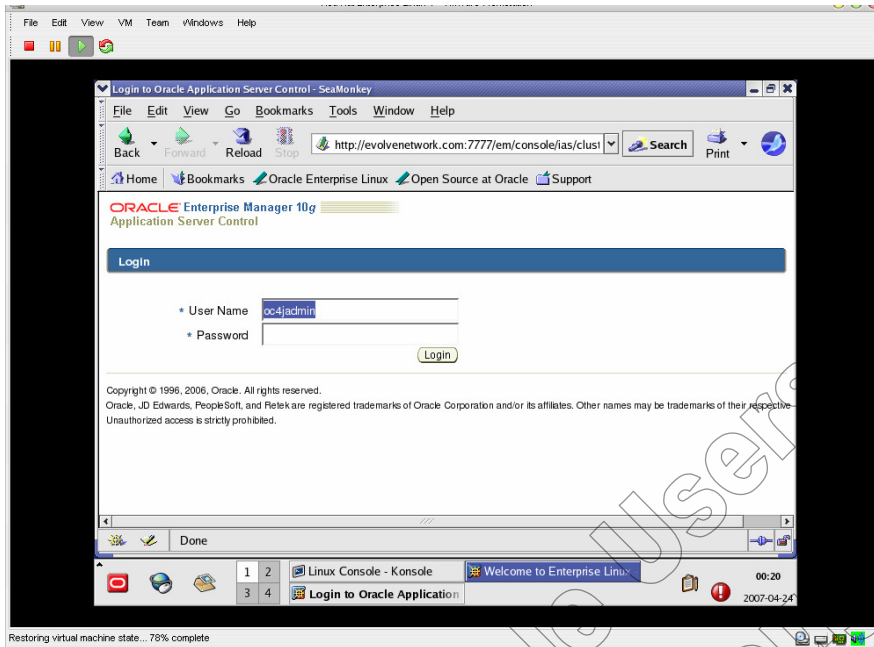 File Edit View VM Team Windows Help
Login to Oracle Application Server Control - SeaMonkey
File Edit View Go Bookmarks Tools Window Help
Back Forward Reload Stop http://evolvenetwork.com:7777/em/console/ias/clust Search Print
Home Bookmarks Oracle Enterprise Linux Open Source at Oracle Support
ORACLE Enterprise Manager 10g
Application Server Control
Login
* User Name oc4jadmin
* Password
Login
Copyright © 1996, 2006, Oracle. All rights reserved.
Oracle, JD Edwards, PeopleSoft, and Retek are registered trademarks of Oracle Corporation and/or its affiliates. Other names may be trademarks of their respective
Unauthorized access is strictly prohibited.
Done
1 2 Linux Console - Konsole Welcome to Enterprise Linux
3 4 Login to Oracle Application
00:20
2007-04-24
Restoring virtual machine state... 78% complete
Users